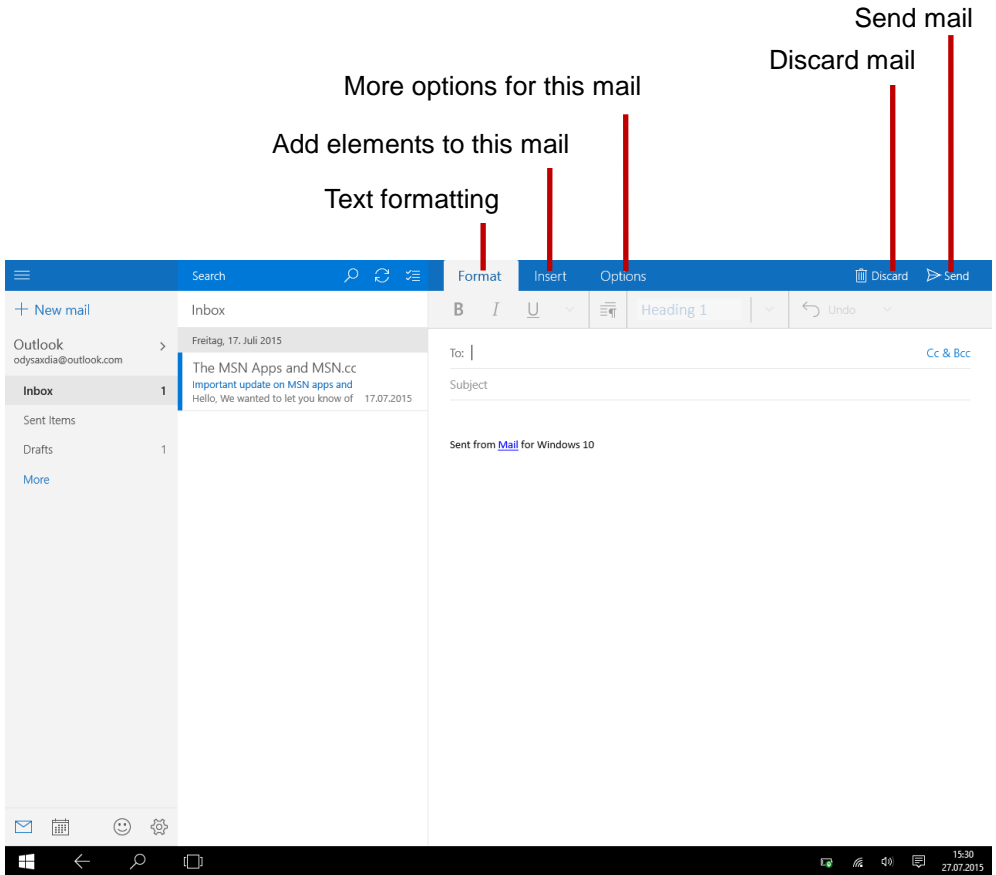 Send mail
Discard mail
More options for this mail
Add elements to this mail
Text formatting
Search
Format Insert Options Discard Send
+ New mail
Inbox
B I U Heading 1 Undo
Outlook
odysaxdia@outlook.com
Inbox 1
Sent Items
Drafts 1
More
Freitag, 17. Juli 2015
The MSN Apps and MSN.cc
Important update on MSN apps and
Hello, We wanted to let you know of 17.07.2015
To: Cc & Bcc
Subject
Sent from Mail for Windows 10
15:30
27.07.2015